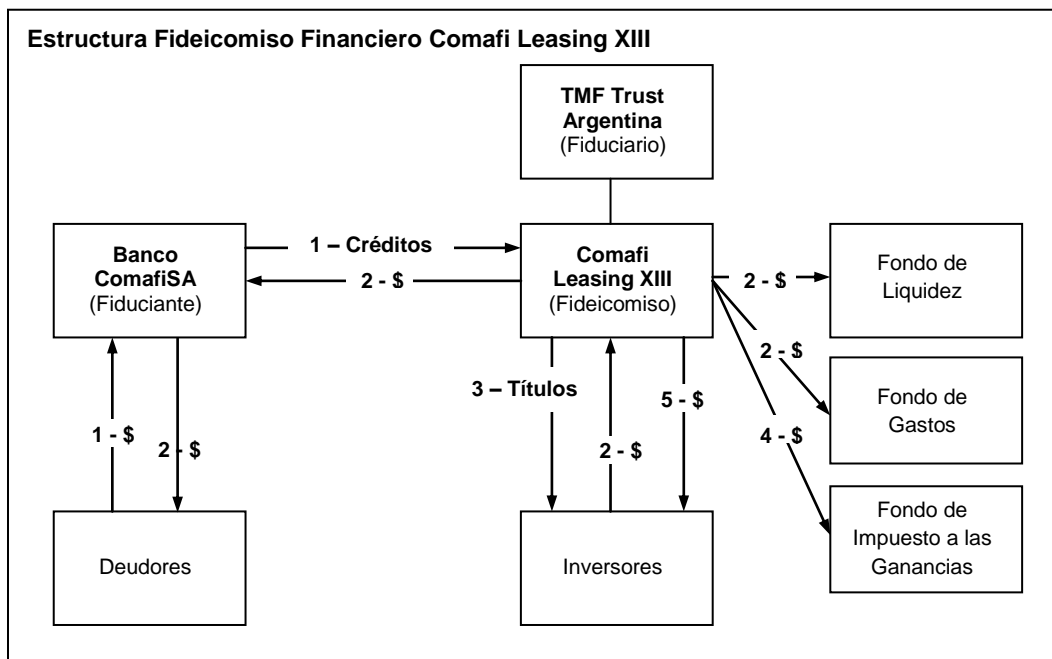 Estructura Fideicomiso Financiero Comafi Leasing XIII
TMF Trust
Argentina
(Fiduciario)
Banco
ComafiSA
(Fiduciante)
1 – Créditos
2 - $
Comafi
Leasing XIII
(Fideicomiso)
2 - $
Fondo de
Liquidez
2 - $
Fondo de
Gastos
4 - $
Fondo de
Impuesto a las
Ganancias
3 – Títulos
5 - $
2 - $
1 - $
2 - $
Deudores
Inversores